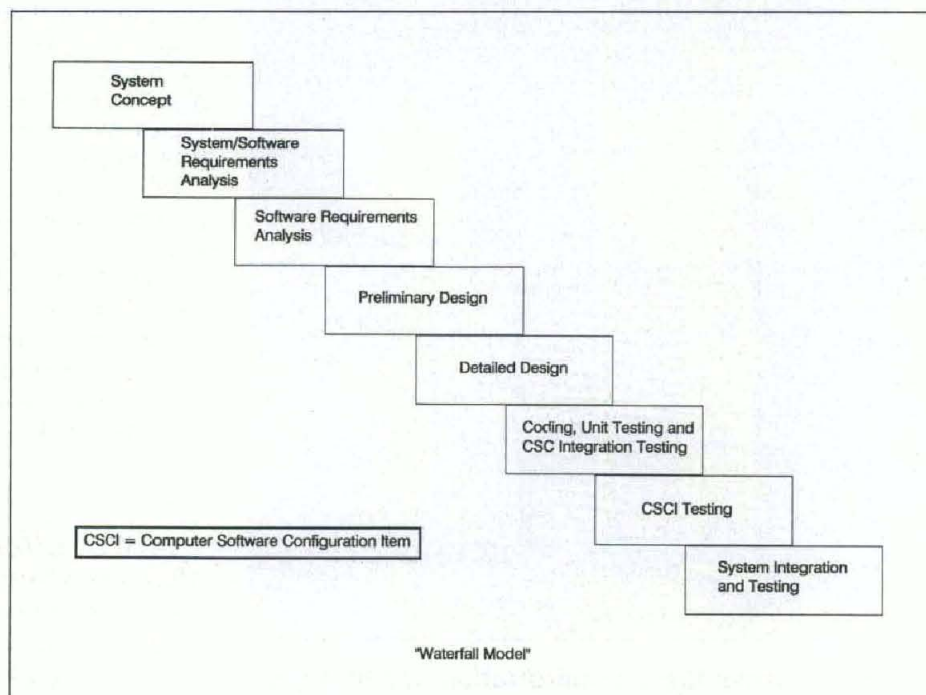 System
Concept
System/Software
Requirements
Analysis
Software Requirements
Analysis
Preliminary Design
Detailed Design
Coding, Unit Testing and
CSC Integration Testing
CSCI Testing
CSCI = Computer Software Configuration Item
System Integration
and Testing
"Waterfall Model"